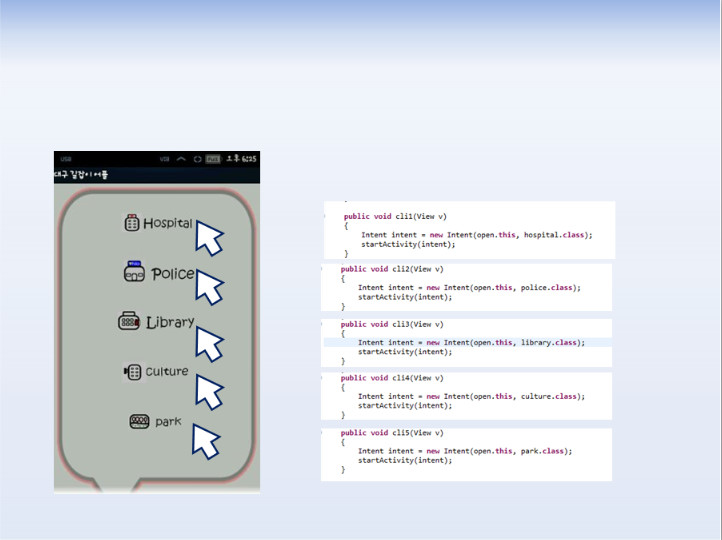 USB
오후 6:25
대구 길잡이 어플
Hospital
Police
Library
Culture
park
public void cli1(View v)
{
Intent intent = new Intent(open.this, hospital.class);
startActivity(intent);
}
public void cli2(View v)
{
Intent intent = new Intent(open.this, police.class);
startActivity(intent);
}
public void cli3(View v)
{
Intent intent = new Intent(open.this, library.class);
startActivity(intent);
}
public void cli4(View v)
{
Intent intent = new Intent(open.this, culture.class);
startActivity(intent);
}
public void cli5(View v)
{
Intent intent = new Intent(open.this, park.class);
startActivity(intent);
}